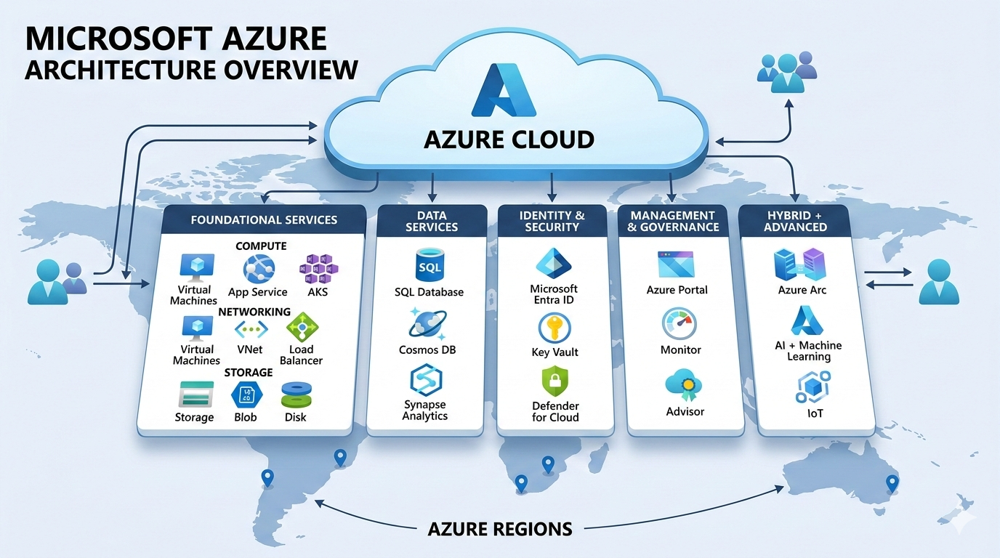 MICROSOFT AZURE
ARCHITECTURE OVERVIEW
AZURE CLOUD
FOUNDATIONAL SERVICES
COMPUTE
Virtual
Machines
App Service
AKS
NETWORKING
Virtual
Machines
VNet
Load
Balancer
STORAGE
Storage
Blob
Disk
DATA
SERVICES
SQL
SQL Database
Cosmos DB
Synapse
Analytics
IDENTITY &
SECURITY
Microsoft
Entra ID
Key Vault
Defender
for Cloud
MANAGEMENT
& GOVERNANCE
Azure Portal
Monitor
Advisor
HYBRID +
ADVANCED
Azure Arc
AI + Machine
Learning
IoT
AZURE REGIONS